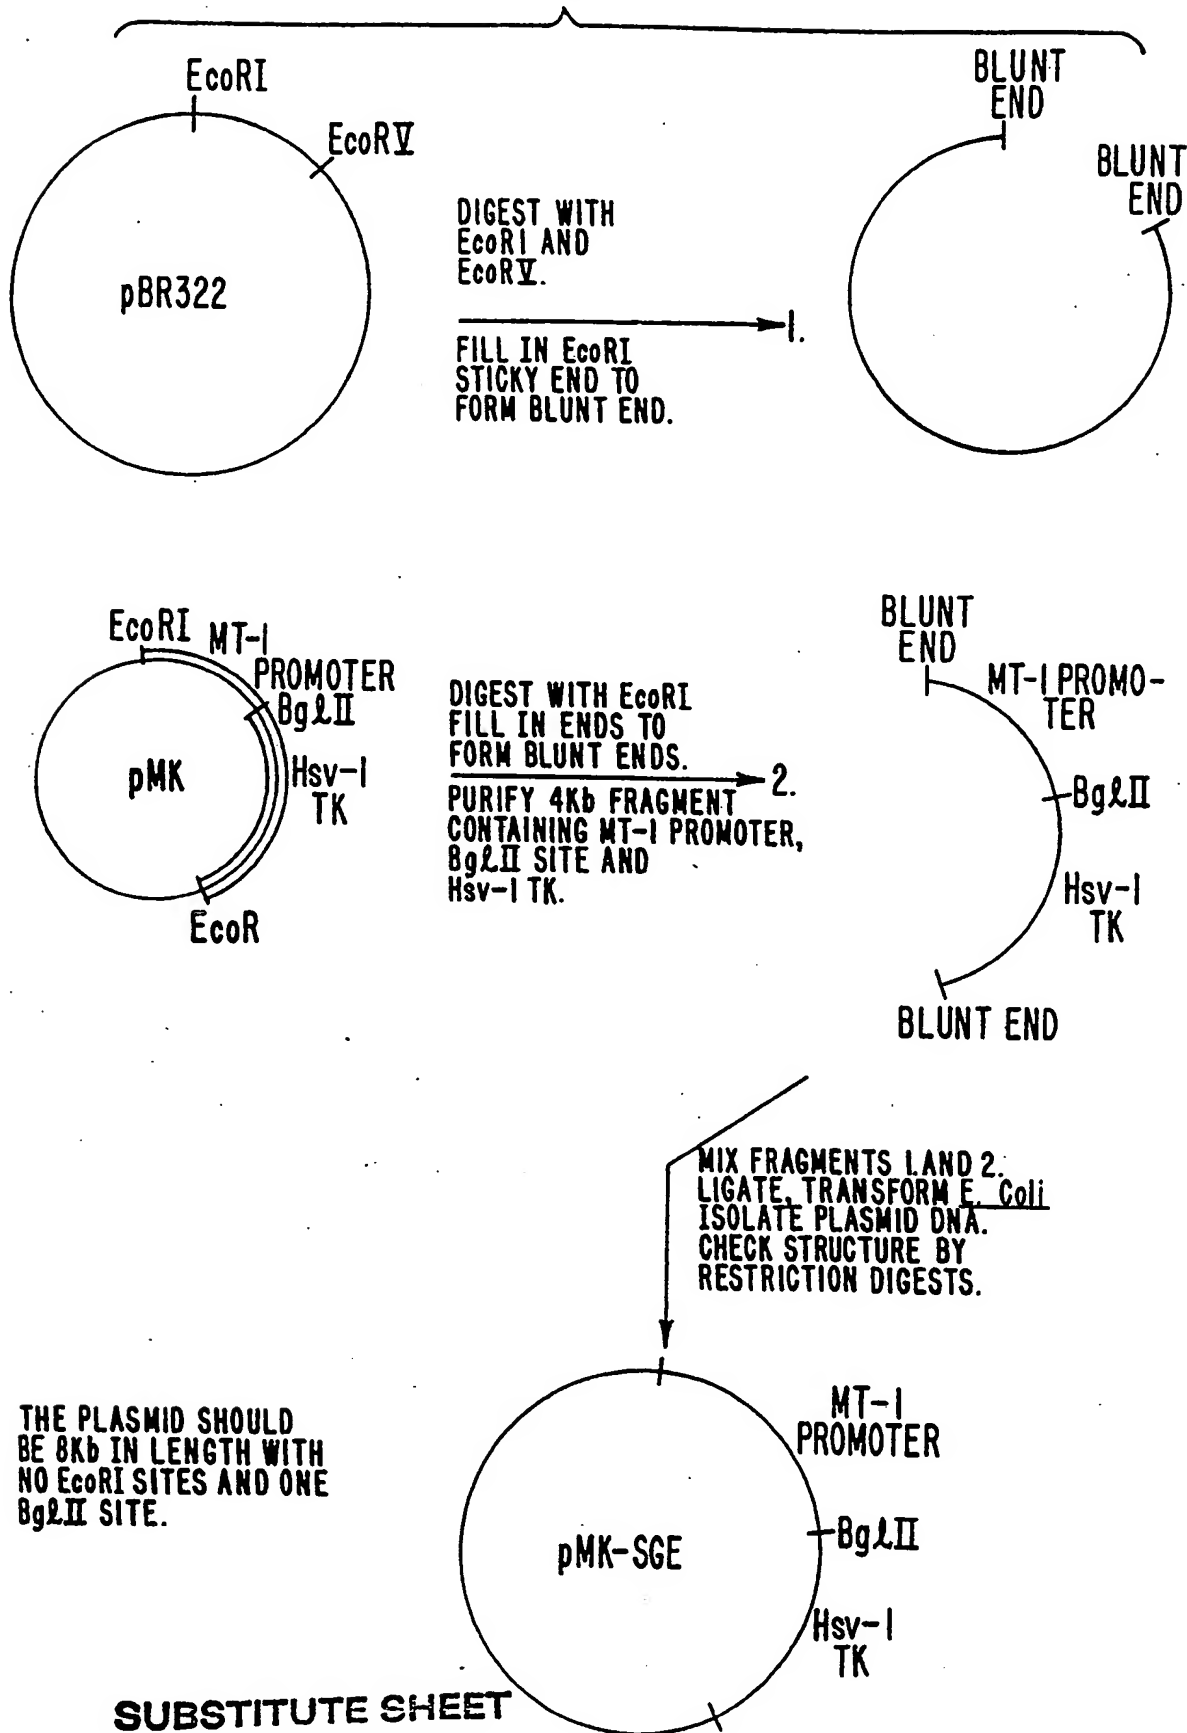 EcoRI
EcoRV
pBR322
DIGEST WITH
EcoRI AND
EcoRV.
1.
FILL IN EcoRI
STICKY END TO
FORM BLUNT END.
BLUNT
END
BLUNT
END
EcoRI
MT-1
PROMOTER
BglII
pMK
Hsv-1
TK
EcoR
DIGEST WITH EcoRI
FILL IN ENDS TO
FORM BLUNT ENDS.
2.
PURIFY 4Kb FRAGMENT
CONTAINING MT-1 PROMOTER,
BglII SITE AND
Hsv-1 TK.
BLUNT
END
MT-1 PROMO-
TER
BglII
Hsv-1
TK
BLUNT END
MIX FRAGMENTS 1.AND 2.
LIGATE, TRANSFORM E. Coli
ISOLATE PLASMID DNA.
CHECK STRUCTURE BY
RESTRICTION DIGESTS.
THE PLASMID SHOULD
BE 8Kb IN LENGTH WITH
NO EcoRI SITES AND ONE
BglII SITE.
MT-1
PROMOTER
BglII
pMK-SGE
Hsv-1
TK
SUBSTITUTE SHEET